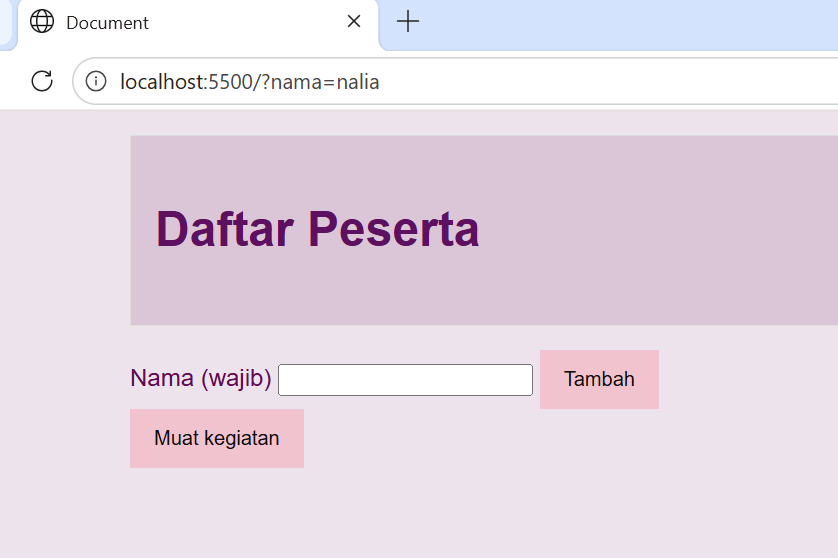 Document
localhost:5500/?nama=nalia
Daftar Peserta
Nama (wajib) Tambah
Muat kegiatan